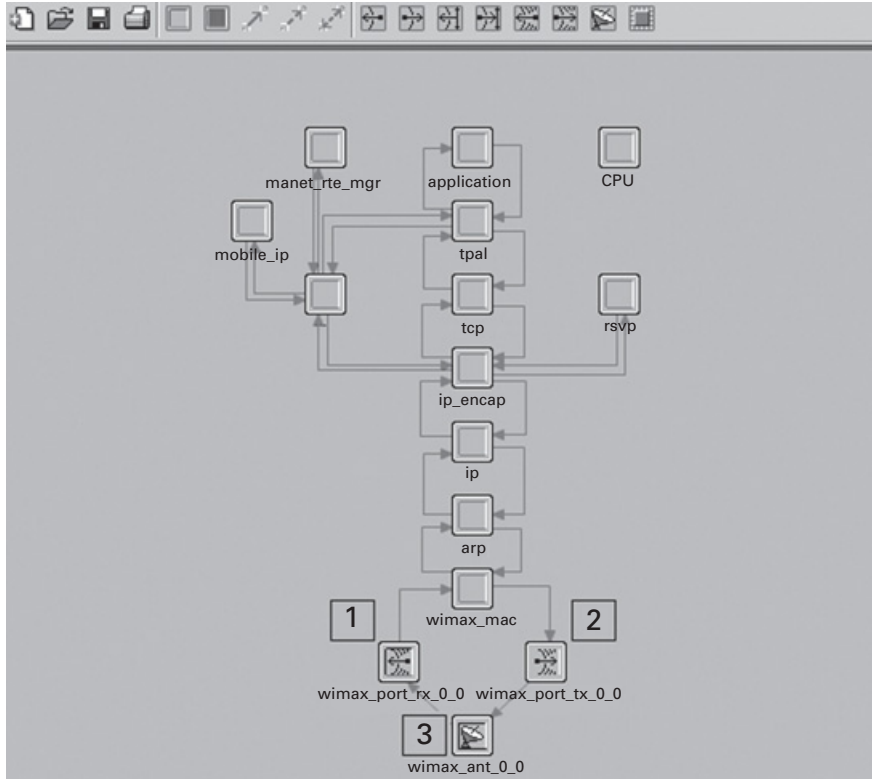 manet_rte_mgr
application
CPU
mobile_ip
tpal
tcp
rsvp
ip_encap
ip
arp
wimax_mac
1
2
wimax_port_rx_0_0
wimax_port_tx_0_0
3
wimax_ant_0_0